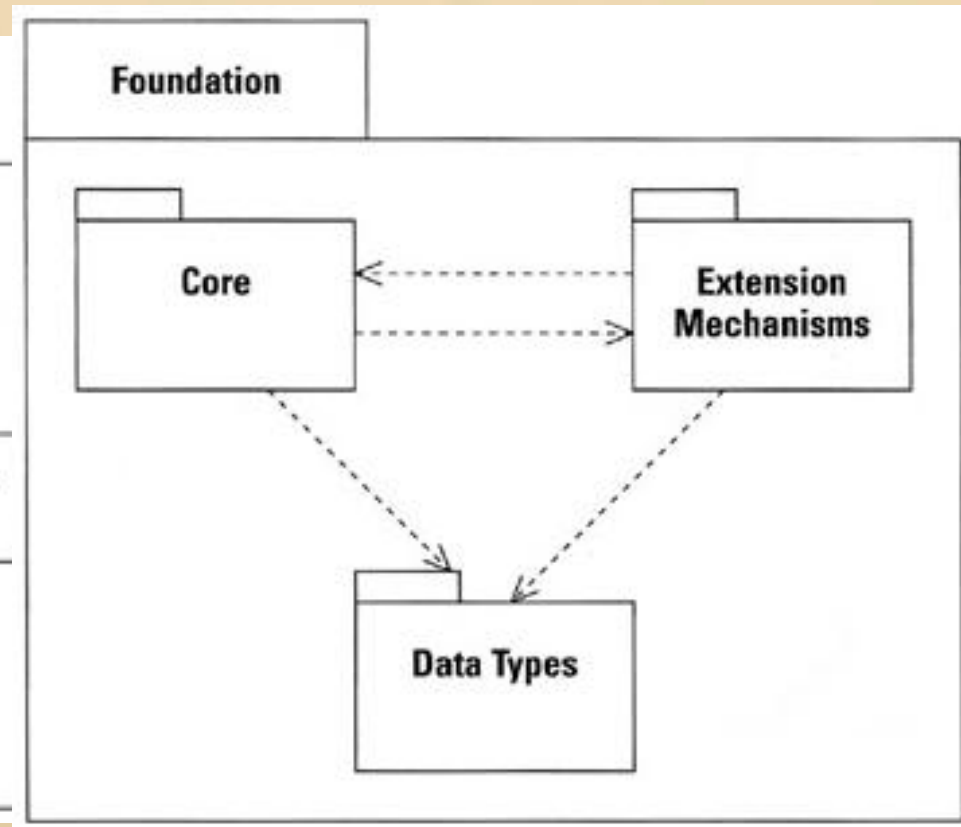 Foundation
Core
Extension
Mechanisms
Data Types